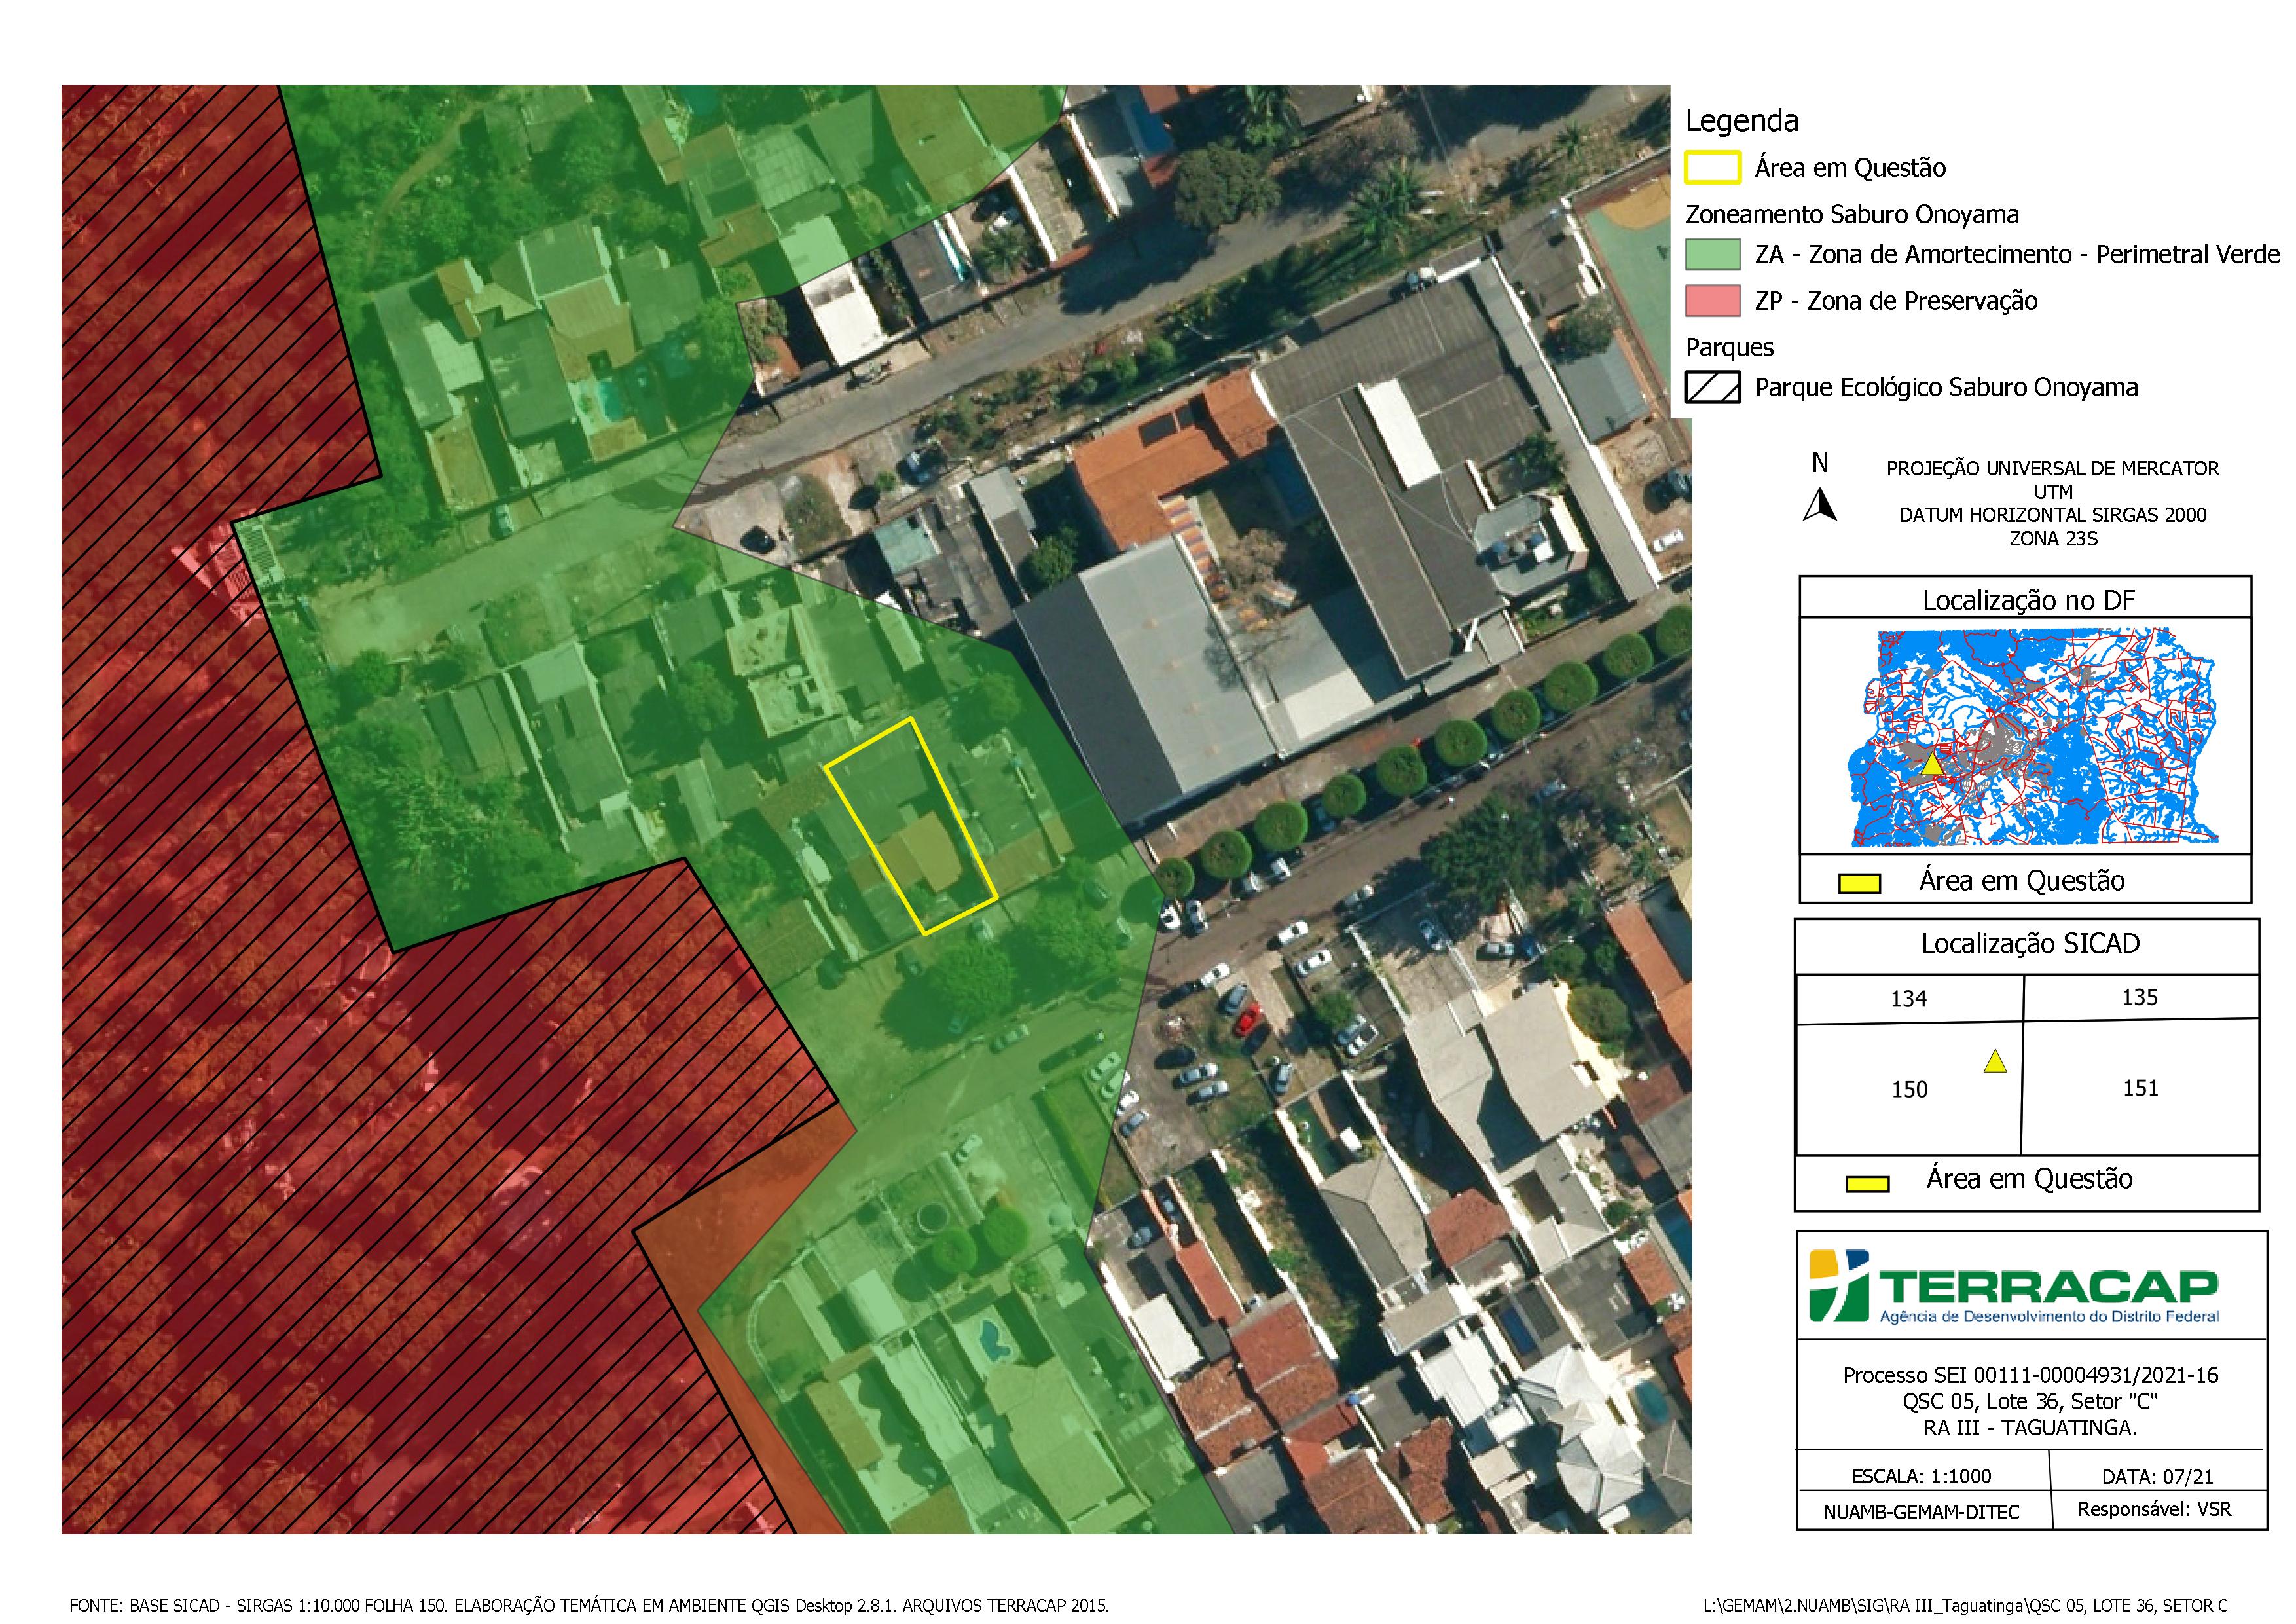 Legenda
Área em Questão
Zoneamento Saburo Onoyama
ZA - Zona de Amortecimento - Perimetral Verde
ZP - Zona de Preservação
Parques
Parque Ecológico Saburo Onoyama
N
PROJEÇÃO UNIVERSAL DE MERCATOR
UTM
DATUM HORIZONTAL SIRGAS 2000
ZONA 23S
Localização no DF
Área em Questão
Localização SICAD
134
135
150
151
Área em Questão
TERRACAP
Agência de Desenvolvimento do Distrito Federal
Processo SEI 00111-00004931/2021-16
QSC 05, Lote 36, Setor "C"
RA III - TAGUATINGA.
ESCALA: 1:1000
DATA: 07/21
NUAMB-GEMAM-DITEC
Responsável: VSR
FONTE: BASE SICAD - SIRGAS 1:10.000 FOLHA 150. ELABORAÇÃO TEMÁTICA EM AMBIENTE QGIS Desktop 2.8.1. ARQUIVOS TERRACAP 2015.
L:\GEMAM\2.NUAMB\SIG\RA III_Taguatinga\QSC 05, LOTE 36, SETOR C